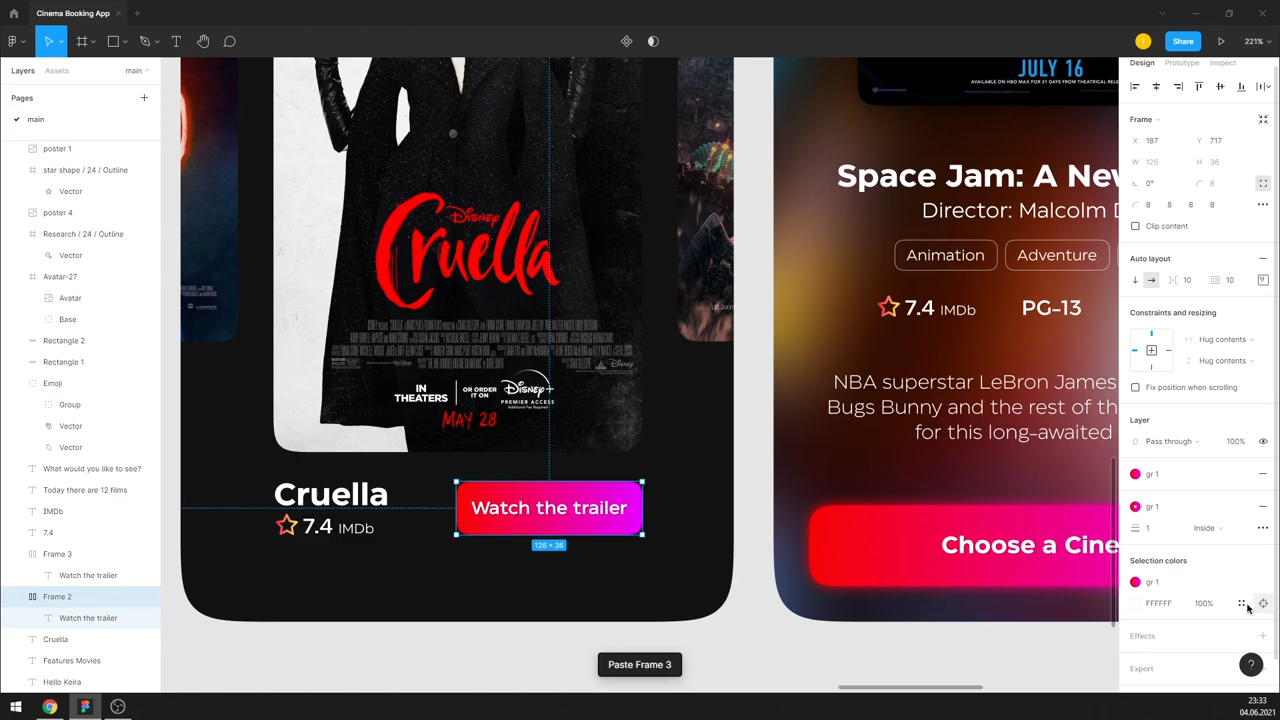 Cinema Booking App
Share
221%
Layers
Assets
main
Pages
main
poster 1
star shape / 24 / Outline
Vector
poster 4
Research / 24 / Outline
Vector
Avatar-27
Avatar
Base
Rectangle 2
Rectangle 1
Emoji
Group
Vector
Vector
What would you like to see?
Today there are 12 films
IMDb
7.4
Frame 3
Watch the trailer
Frame 2
Watch the trailer
Cruella
Features Movies
Hello Keira
Disney
Cruella
IN THEATERS
OR ORDER IT ON
Disney+
PREMIER ACCESS
Additional Fee Required
MAY 28
Cruella
7.4 IMDb
Watch the trailer
126 × 36
Paste Frame 3
JULY 16
Space Jam: A Nev
Director: Malcolm D
Animation
Adventure
7.4 IMDb
PG-13
NBA superstar LeBron James
Bugs Bunny and the rest of th
for this long-awaited
Choose a Cine
Design
Prototype
Inspect
Frame
X 187
Y 717
W 126
H 36
0°
8
8 8 8 8
Clip content
Auto layout
10
10
Constraints and resizing
Hug contents
Hug contents
Fix position when scrolling
Layer
Pass through
100%
gr 1
gr 1
1
Inside
Selection colors
gr 1
FFFFFF
100%
Effects
Export
?
23:33
04.06.2021